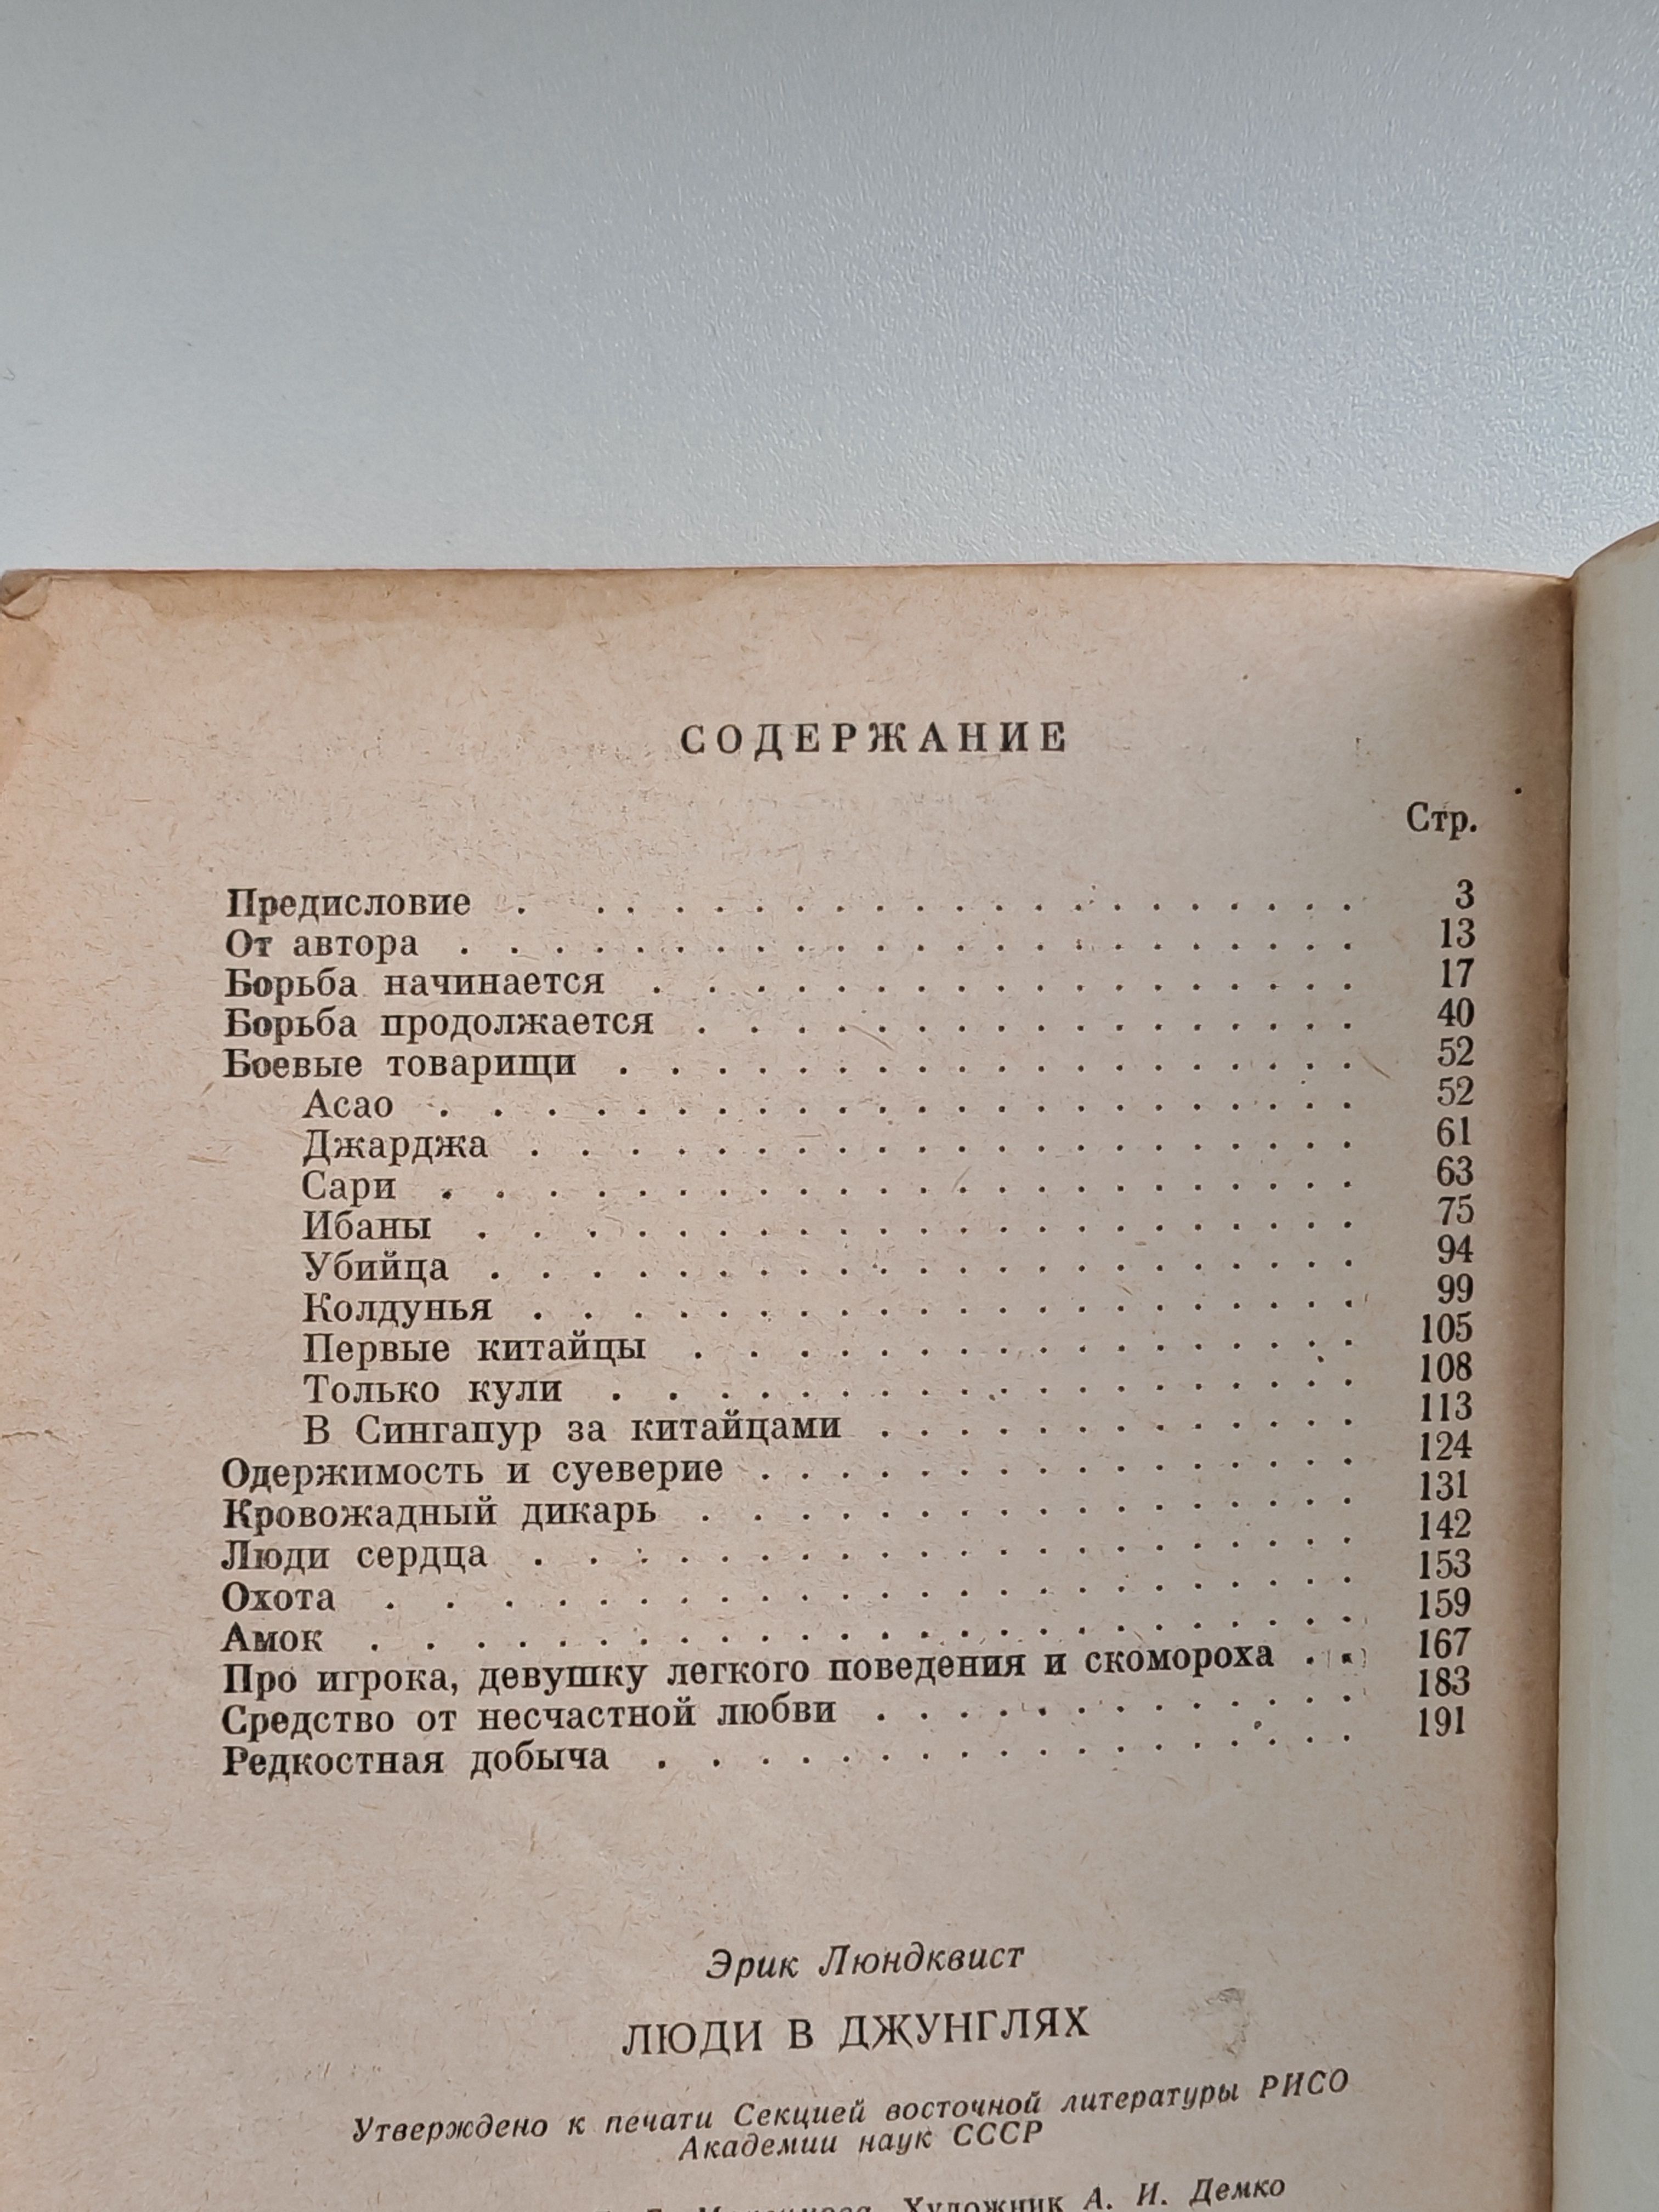 СОДЕРЖАНИЕ
Стр.
Предисловие . . . . . . . . . . . . . . . . . . . . 3
От автора . . . . . . . . . . . . . . . . . . . . 13
Борьба начинается . . . . . . . . . . . . . . . . 17
Борьба продолжается . . . . . . . . . . . . . . . 40
Боевые товарищи . . . . . . . . . . . . . . . . . 52
Асао . . . . . . . . . . . . . . . . . . . . 52
Джарджа . . . . . . . . . . . . . . . . . . 61
Сари . . . . . . . . . . . . . . . . . . . . 63
Ибаны . . . . . . . . . . . . . . . . . . . 75
Убийца . . . . . . . . . . . . . . . . . . . 94
Колдунья . . . . . . . . . . . . . . . . . . 99
Первые китайцы . . . . . . . . . . . . . . . 105
Только кули . . . . . . . . . . . . . . . . 108
В Сингапур за китайцами . . . . . . . . . . . 113
Одержимость и суеверие . . . . . . . . . . . . . . 124
Кровожадный дикарь . . . . . . . . . . . . . . . 131
Люди сердца . . . . . . . . . . . . . . . . . . 142
Охота . . . . . . . . . . . . . . . . . . . . . 153
Амок . . . . . . . . . . . . . . . . . . . . . 159
Про игрока, девушку легкого поведения и скомороха . . 167
Средство от несчастной любви . . . . . . . . . . . 183
Редкостная добыча . . . . . . . . . . . . . . . . 191
Эрик Люндквист
ЛЮДИ В ДЖУНГЛЯХ
Утверждено к печати Секцией восточной литературы РИСО
Академии наук СССР
Художник А. И. Демко